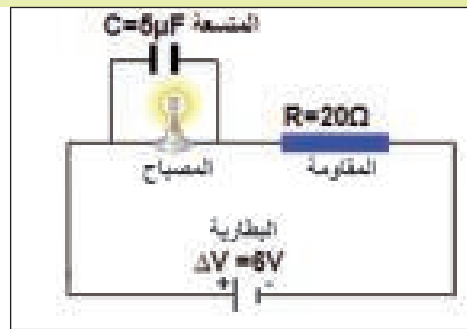 المتسعة C=5μF
R=20Ω
المصباح
المقاومة
البطارية
ΔV =6V
+ -